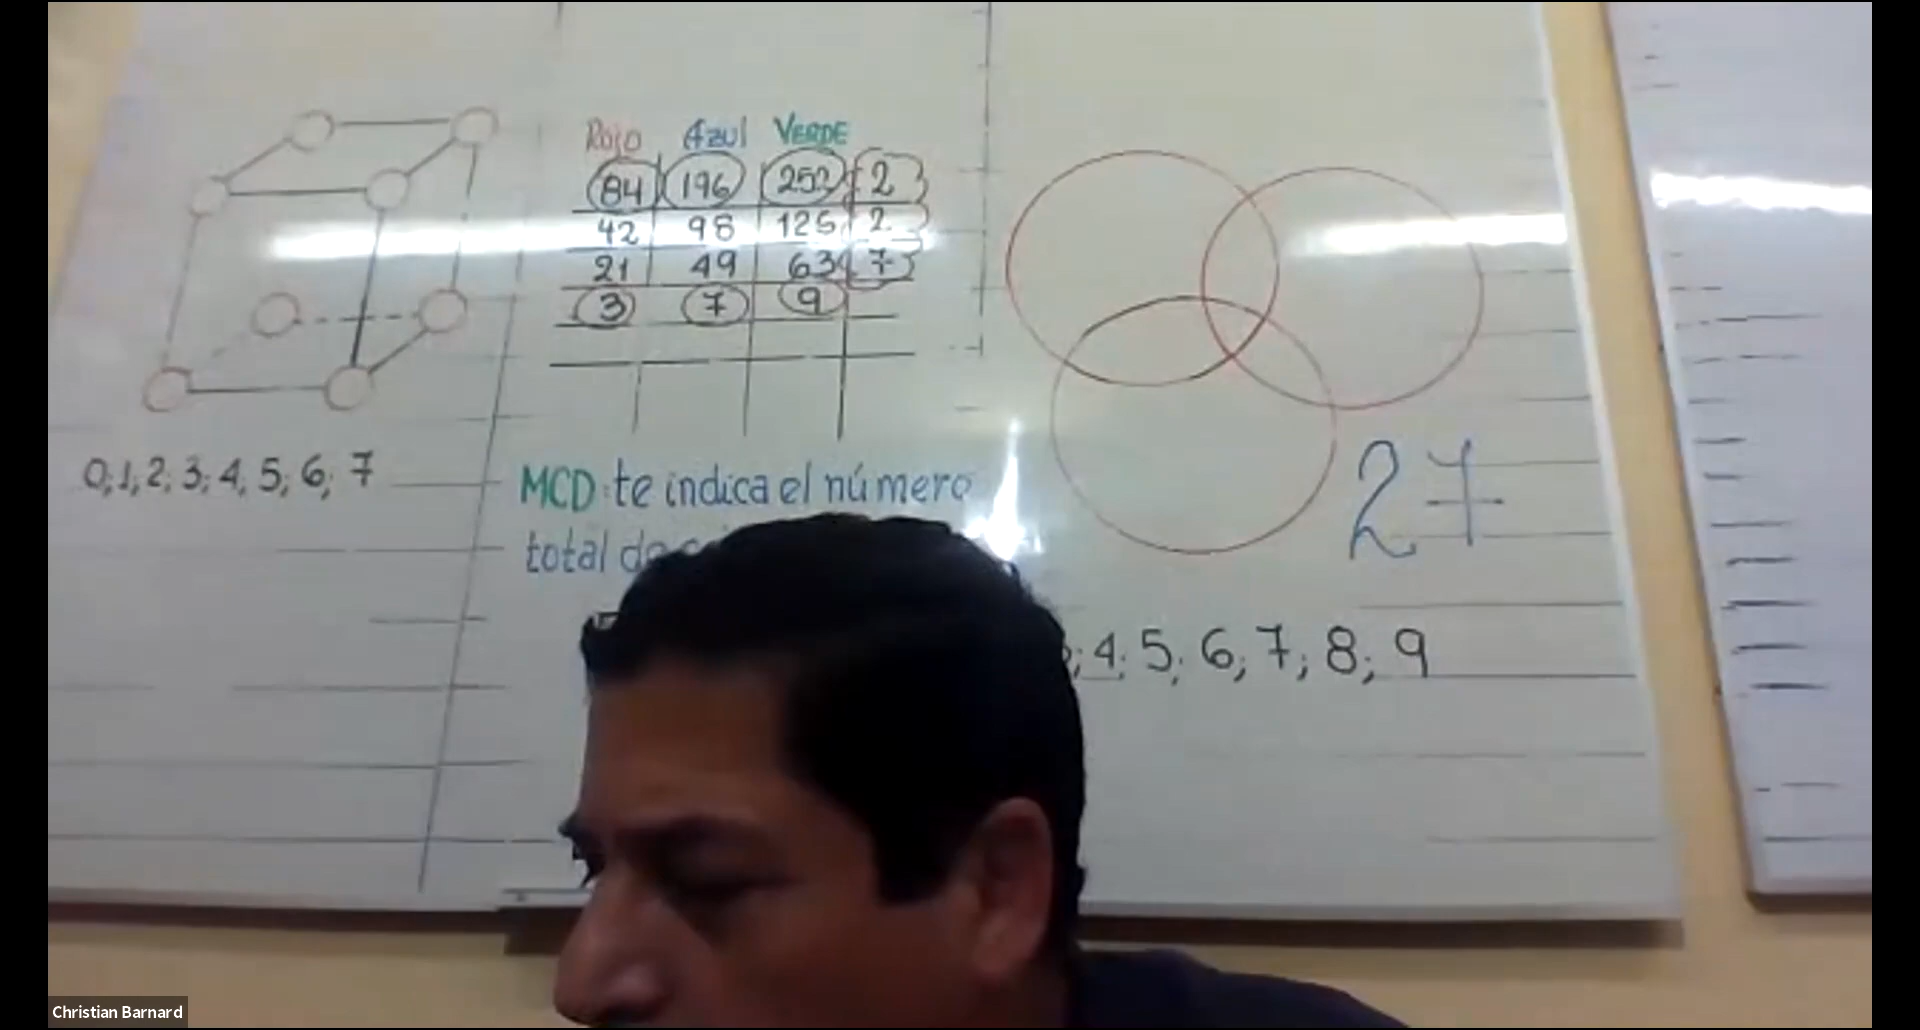 Rojo Azul VERDE
84 196 252 2
42 98 126 2
21 49 63 7
3 7 9
0; 1; 2; 3; 4; 5; 6; 7
MCD: te indica el número
total de
27
; 4; 5; 6; 7; 8; 9
Christian Barnard